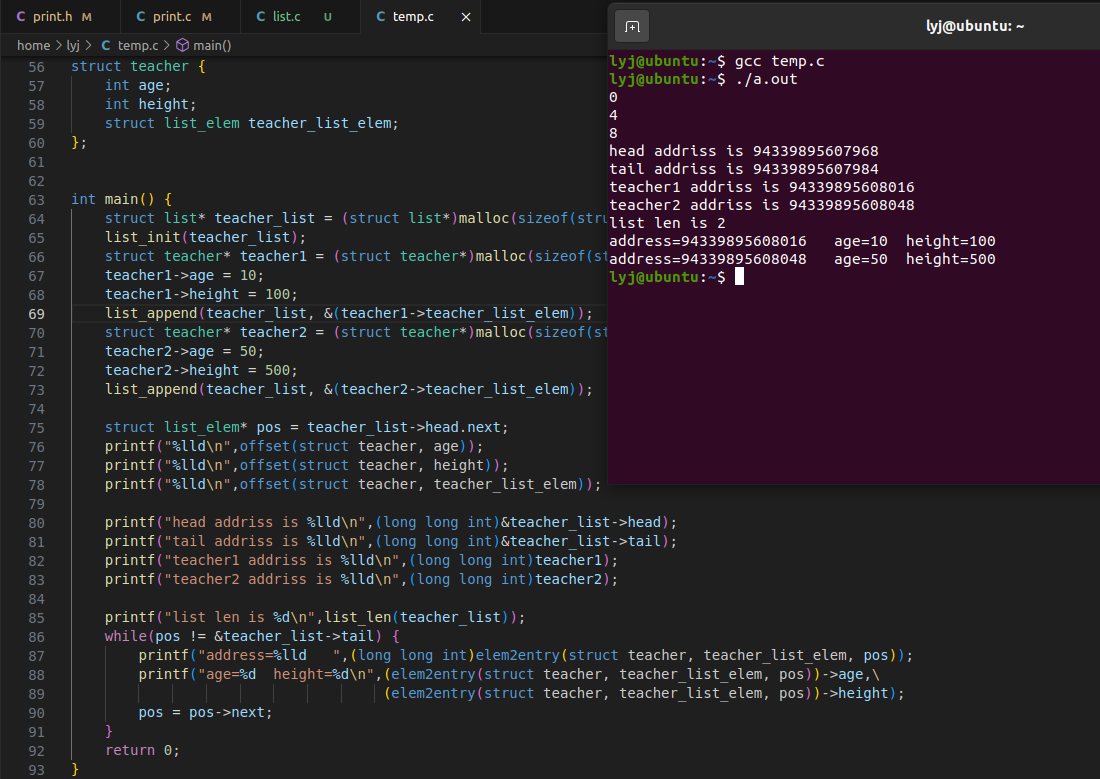 C print.h M C print.c M C list.c U C temp.c ×
home > lyj > C temp.c > main()
56 struct teacher {
57     int age;
58     int height;
59     struct list_elem teacher_list_elem;
60 };
61
62
63 int main() {
64     struct list* teacher_list = (struct list*)malloc(sizeof(stru
65     list_init(teacher_list);
66     struct teacher* teacher1 = (struct teacher*)malloc(sizeof(st
67     teacher1->age = 10;
68     teacher1->height = 100;
69     list_append(teacher_list, &(teacher1->teacher_list_elem));
70     struct teacher* teacher2 = (struct teacher*)malloc(sizeof(st
71     teacher2->age = 50;
72     teacher2->height = 500;
73     list_append(teacher_list, &(teacher2->teacher_list_elem));
74
75     struct list_elem* pos = teacher_list->head.next;
76     printf("%lld\n",offset(struct teacher, age));
77     printf("%lld\n",offset(struct teacher, height));
78     printf("%lld\n",offset(struct teacher, teacher_list_elem));
79
80     printf("head addriss is %lld\n",(long long int)&teacher_list->head);
81     printf("tail addriss is %lld\n",(long long int)&teacher_list->tail);
82     printf("teacher1 addriss is %lld\n",(long long int)teacher1);
83     printf("teacher2 addriss is %lld\n",(long long int)teacher2);
84
85     printf("list len is %d\n",list_len(teacher_list));
86     while(pos != &teacher_list->tail) {
87         printf("address=%lld   ",(long long int)elem2entry(struct teacher, teacher_list_elem, pos));
88         printf("age=%d  height=%d\n",(elem2entry(struct teacher, teacher_list_elem, pos))->age,\
89                                      (elem2entry(struct teacher, teacher_list_elem, pos))->height);
90         pos = pos->next;
91     }
92     return 0;
93 }
lyj@ubuntu: ~
lyj@ubuntu:~$ gcc temp.c
lyj@ubuntu:~$ ./a.out
0
4
8
head addriss is 94339895607968
tail addriss is 94339895607984
teacher1 addriss is 94339895608016
teacher2 addriss is 94339895608048
list len is 2
address=94339895608016   age=10  height=100
address=94339895608048   age=50  height=500
lyj@ubuntu:~$